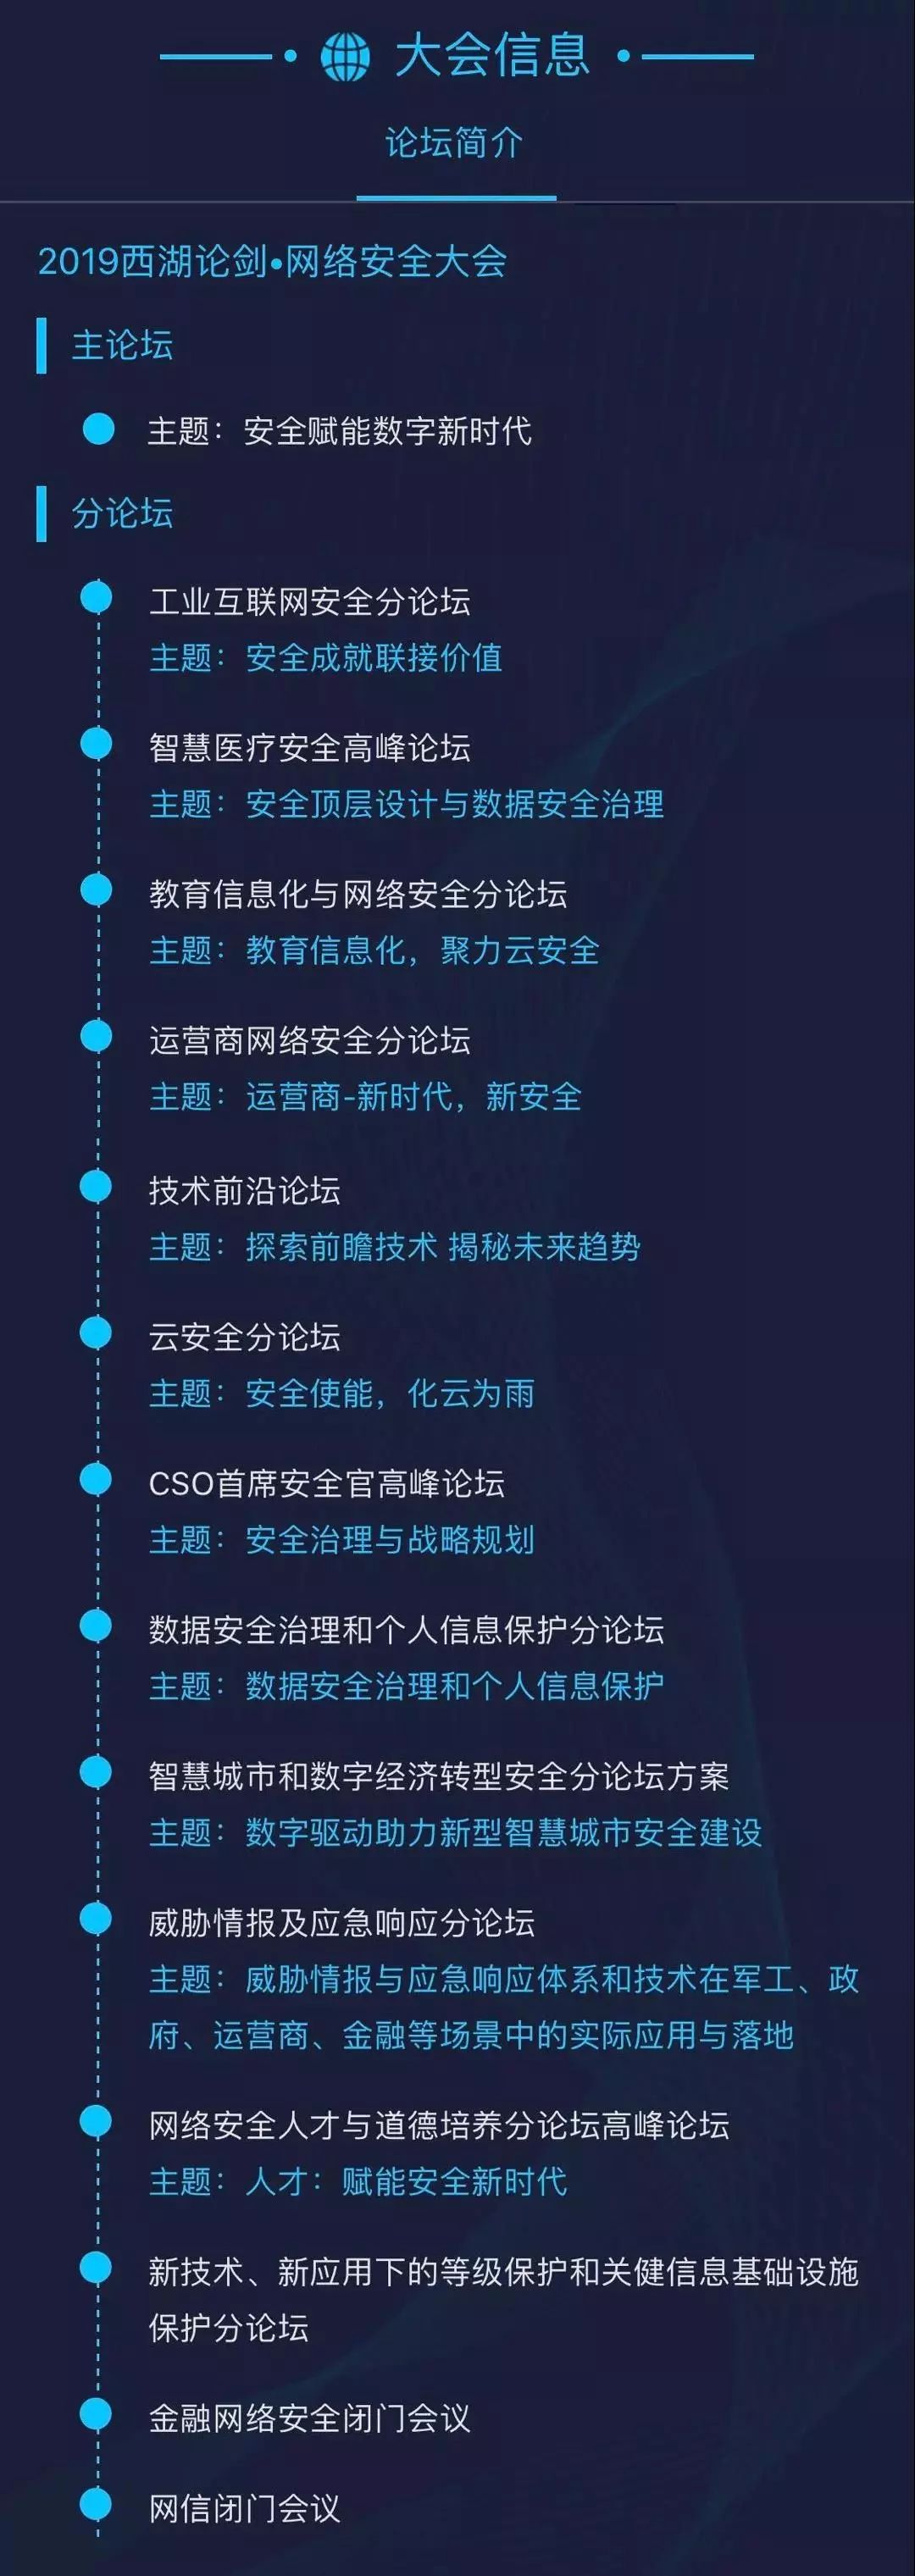 大会信息
论坛简介
2019西湖论剑•网络安全大会
主论坛
主题：安全赋能数字新时代
分论坛
工业互联网安全分论坛
主题：安全成就联接价值
智慧医疗安全高峰论坛
主题：安全顶层设计与数据安全治理
教育信息化与网络安全分论坛
主题：教育信息化，聚力云安全
运营商网络安全分论坛
主题：运营商-新时代，新安全
技术前沿论坛
主题：探索前瞻技术 揭秘未来趋势
云安全分论坛
主题：安全使能，化云为雨
CSO首席安全官高峰论坛
主题：安全治理与战略规划
数据安全治理和个人信息保护分论坛
主题：数据安全治理和个人信息保护
智慧城市和数字经济转型安全分论坛方案
主题：数字驱动助力新型智慧城市安全建设
威胁情报及应急响应分论坛
主题：威胁情报与应急响应体系和技术在军工、政
府、运营商、金融等场景中的实际应用与落地
网络安全人才与道德培养分论坛高峰论坛
主题：人才：赋能安全新时代
新技术、新应用下的等级保护和关健信息基础设施
保护分论坛
金融网络安全闭门会议
网信闭门会议